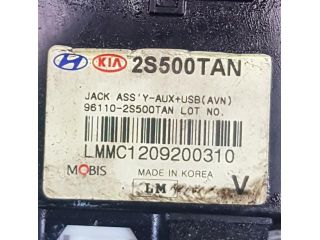 KIA 2S500TAN
JACK ASS'Y-AUX+USB(AVN)
96110-2S500TAN LOT NO.
LMMC1209200310
MOBIS MADE IN KOREA
LM V